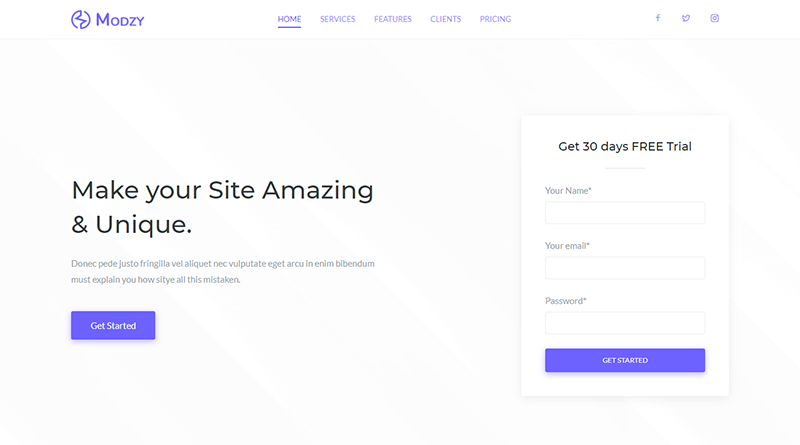 Modzy
HOME SERVICES FEATURES CLIENTS PRICING
Make your Site Amazing
& Unique.
Donec pede justo fringilla vel aliquet nec vulputate eget arcu in enim bibendum
must explain you how sitye all this mistaken.
Get Started
Get 30 days FREE Trial
Your Name*
Your email*
Password*
GET STARTED